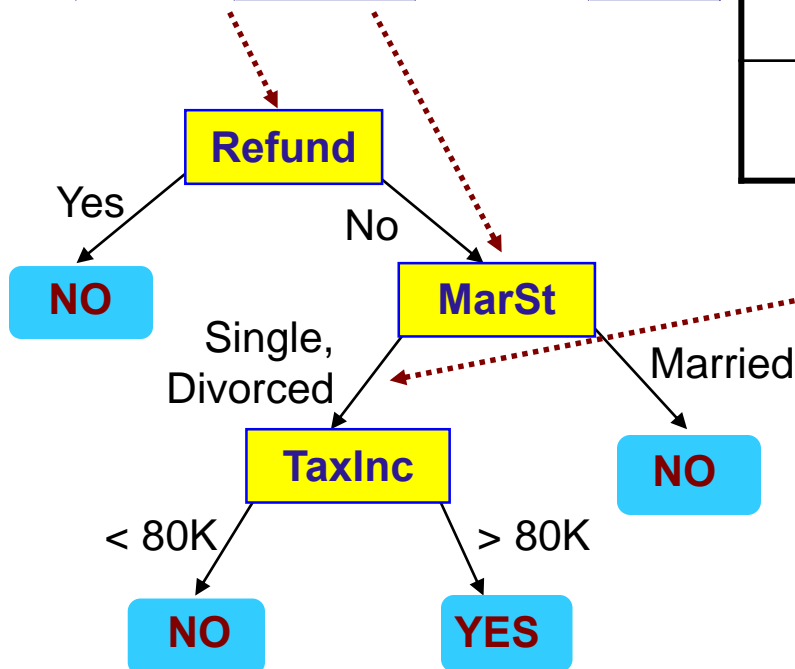 Refund
Yes
No
NO
MarSt
Single,
Divorced
Married
TaxInc
NO
< 80K
> 80K
NO
YES